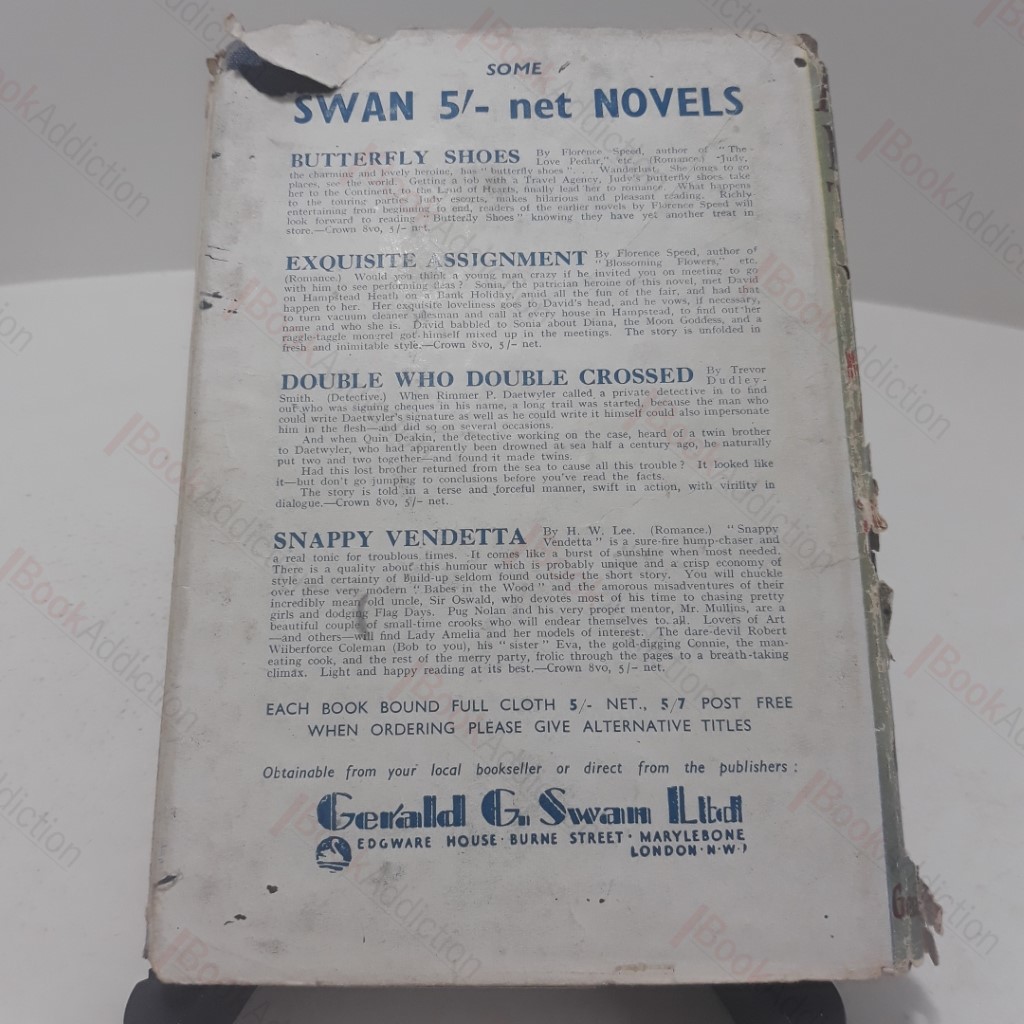 SOME
SWAN 5/- net NOVELS
BUTTERFLY SHOES By Florence Speed, author of "The
Love Pedlar," etc. (Romance.) Judy,
the charming and lovely heroine, has "butterfly shoes" . . Wanderlust. She longs to go
places, see the world. Getting a job with a Travel Agency, Jude's butterfly shoes take
her to the Continent, to the Land of Hearts, finally lead her to romance. What happens
to the touring parties Judy escorts, makes hilarious and pleasant reading. Richly
entertaining from beginning to end, readers of the earlier novels by Florence Speed will
look forward to reading "Butterfly Shoes" knowing they have yet another treat in
store.—Crown 8vo, 5/- net.
EXQUISITE ASSIGNMENT By Florence Speed, author of
"Blossoming Flowers," etc.
(Romance.) Would you think a young man crazy if he invited you on meeting to go
with him to see performing fleas? Sonia, the patrician heroine of this novel, met David
on Hampstead Heath on a Bank Holiday, amid all the fun of the fair, and had that
happen to her. Her exquisite loveliness goes to David's head, and he vows, if necessary,
to turn vacuum cleaner salesman and call at every house in Hampstead, to find out her
name and who she is. David babbled to Sonia about Diana, the Moon Goddess, and a
raggle-taggle mongrel got himself mixed up in the meetings. The story is unfolded in
fresh and inimitable style.—Crown 8vo, 5/- net.
DOUBLE WHO DOUBLE CROSSED By Trevor
Dudley-
Smith. (Detective.) When Rimmer P. Daetwyler called a private detective in to find
out who was signing cheques in his name, a long trail was started, because the man who
could write Daetwyler's signature as well as he could write it himself could also impersonate
him in the flesh—and did so on several occasions.
And when Quin Deakin, the detective working on the case, heard of a twin brother
to Daetwyler, who had apparently been drowned at sea half a century ago, he naturally
put two and two together—and found it made twins.
Had this lost brother returned from the sea to cause all this trouble? It looked like
it—but don't go jumping to conclusions before you've read the facts.
The story is told in a terse and forceful manner, swift in action, with virility in
dialogue.—Crown 8vo, 5/- net.
SNAPPY VENDETTA By H. W. Lee. (Romance.) "Snappy
Vendetta" is a sure-fire hump-chaser and
a real tonic for troublous times. It comes like a burst of sunshine when most needed.
There is a quality about this humour which is probably unique and a crisp economy of
style and certainty of build-up seldom found outside the short story. You will chuckle
over these very modern "Babes in the Wood" and the amorous misadventures of their
incredibly mean old uncle, Sir Oswald, who devotes most of his time to chasing pretty
girls and dodging Flag Days. Pug Nolan and his very proper mentor, Mr. Mullins, are a
beautiful couple of small-time crooks who will endear themselves to all. Lovers of Art
—and others—will find Lady Amelia and her models of interest. The dare-devil Robert
Wilberforce Coleman (Bob to you), his "sister" Eva, the gold-digging Connie, the man-
eating cook, and the rest of the merry party, frolic through the pages to a breath-taking
climax. Light and happy reading at its best.—Crown 8vo, 5/- net.
EACH BOOK BOUND FULL CLOTH 5/- NET., 5/7 POST FREE
WHEN ORDERING PLEASE GIVE ALTERNATIVE TITLES
Obtainable from your local bookseller or direct from the publishers :
Gerald G. Swan Ltd
EDGWARE HOUSE · BURNE STREET · MARYLEBONE
LONDON · N · W · 1
BookAddiction